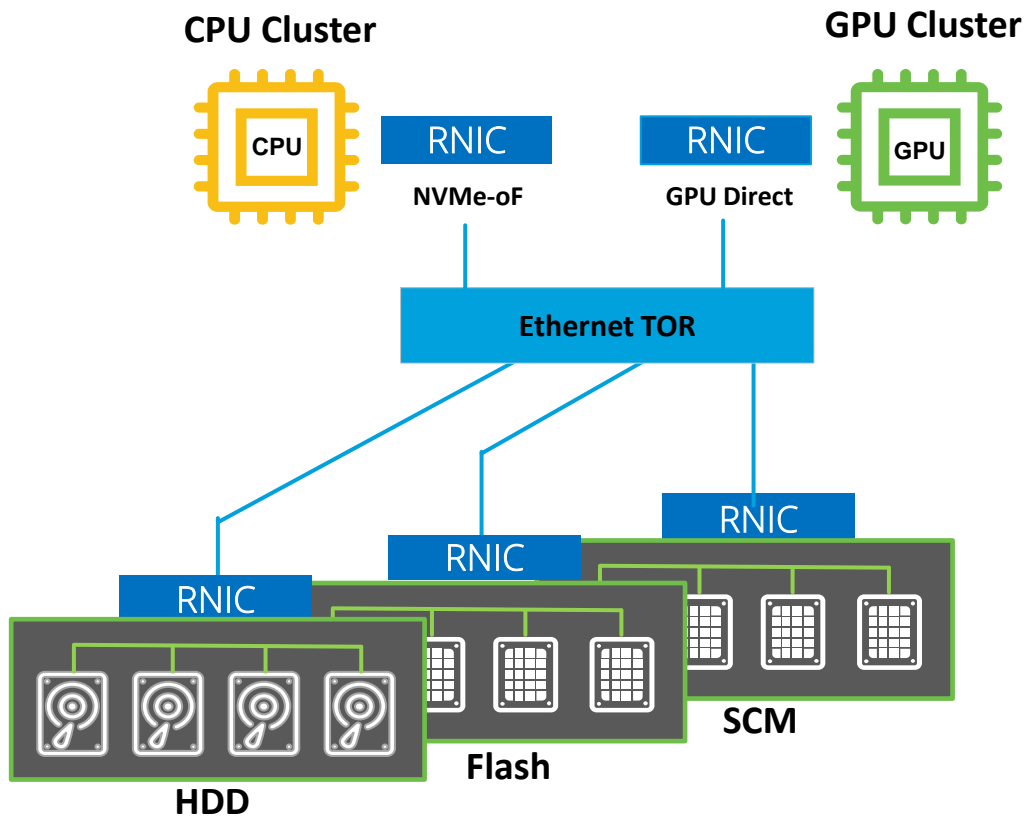 CPU Cluster
GPU Cluster
CPU
RNIC
RNIC
GPU
NVMe-oF
GPU Direct
Ethernet TOR
RNIC
RNIC
RNIC
SCM
Flash
HDD